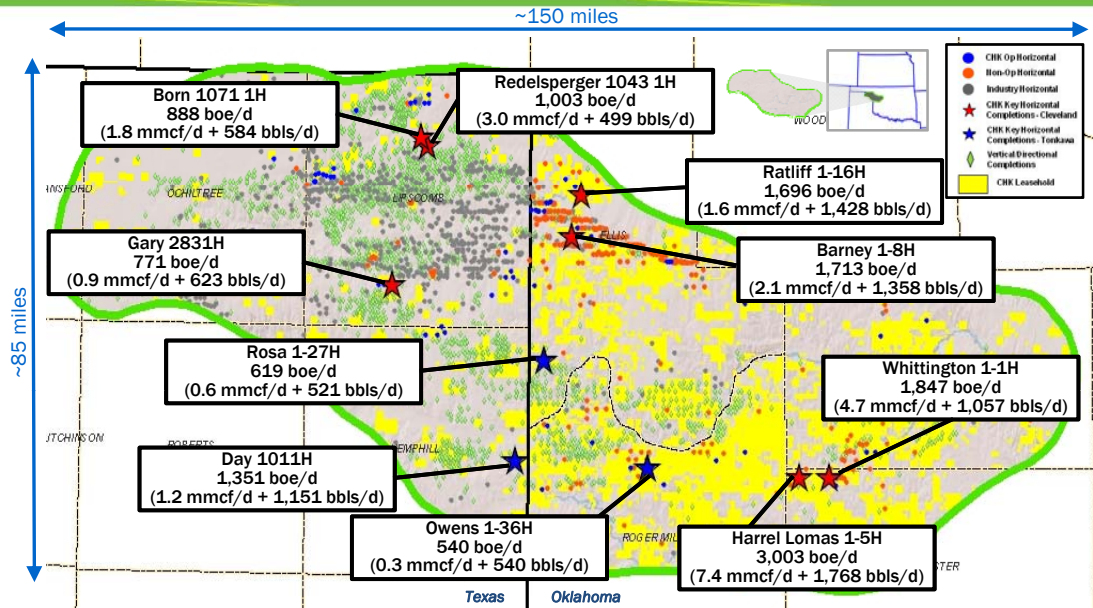 ~150 miles
~85 miles
Born 1071 1H
888 boe/d
(1.8 mmcf/d + 584 bbls/d)
Redelsperger 1043 1H
1,003 boe/d
(3.0 mmcf/d + 499 bbls/d)
WOOD
CHK Op Horizontal
Non-Op Horizontal
Industry Horizontal
CHK Key Horizontal
Completions - Cleveland
CHK Key Horizontal
Completions - Tonkawa
Vertical/Directional
Completions
CHK Leasehold
Ratliff 1-16H
1,696 boe/d
(1.6 mmcf/d + 1,428 bbls/d)
ANSFORD
OCHILTREE
LIPSCOMB
ELLIS
Gary 2831H
771 boe/d
(0.9 mmcf/d + 623 bbls/d)
Barney 1-8H
1,713 boe/d
(2.1 mmcf/d + 1,358 bbls/d)
Rosa 1-27H
619 boe/d
(0.6 mmcf/d + 521 bbls/d)
Whittington 1-1H
1,847 boe/d
(4.7 mmcf/d + 1,057 bbls/d)
UTCHINSON
ROBERTS
EMPHILL
Day 1011H
1,351 boe/d
(1.2 mmcf/d + 1,151 bbls/d)
Owens 1-36H
540 boe/d
(0.3 mmcf/d + 540 bbls/d)
ROGER MIL
Harrel Lomas 1-5H
3,003 boe/d
(7.4 mmcf/d + 1,768 bbls/d)
STER
Texas Oklahoma